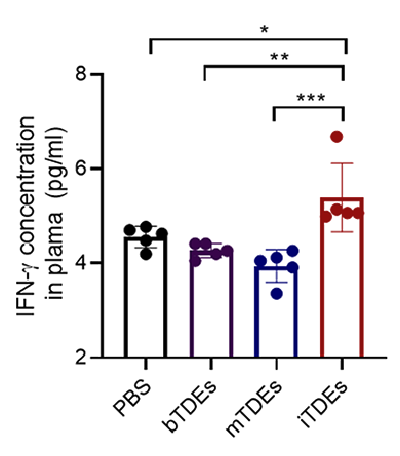 *
**
***
8
6
4
2
IFN-γ concentration
in plama (pg/ml)
PBS
bTDEs
mTDEs
iTDEs